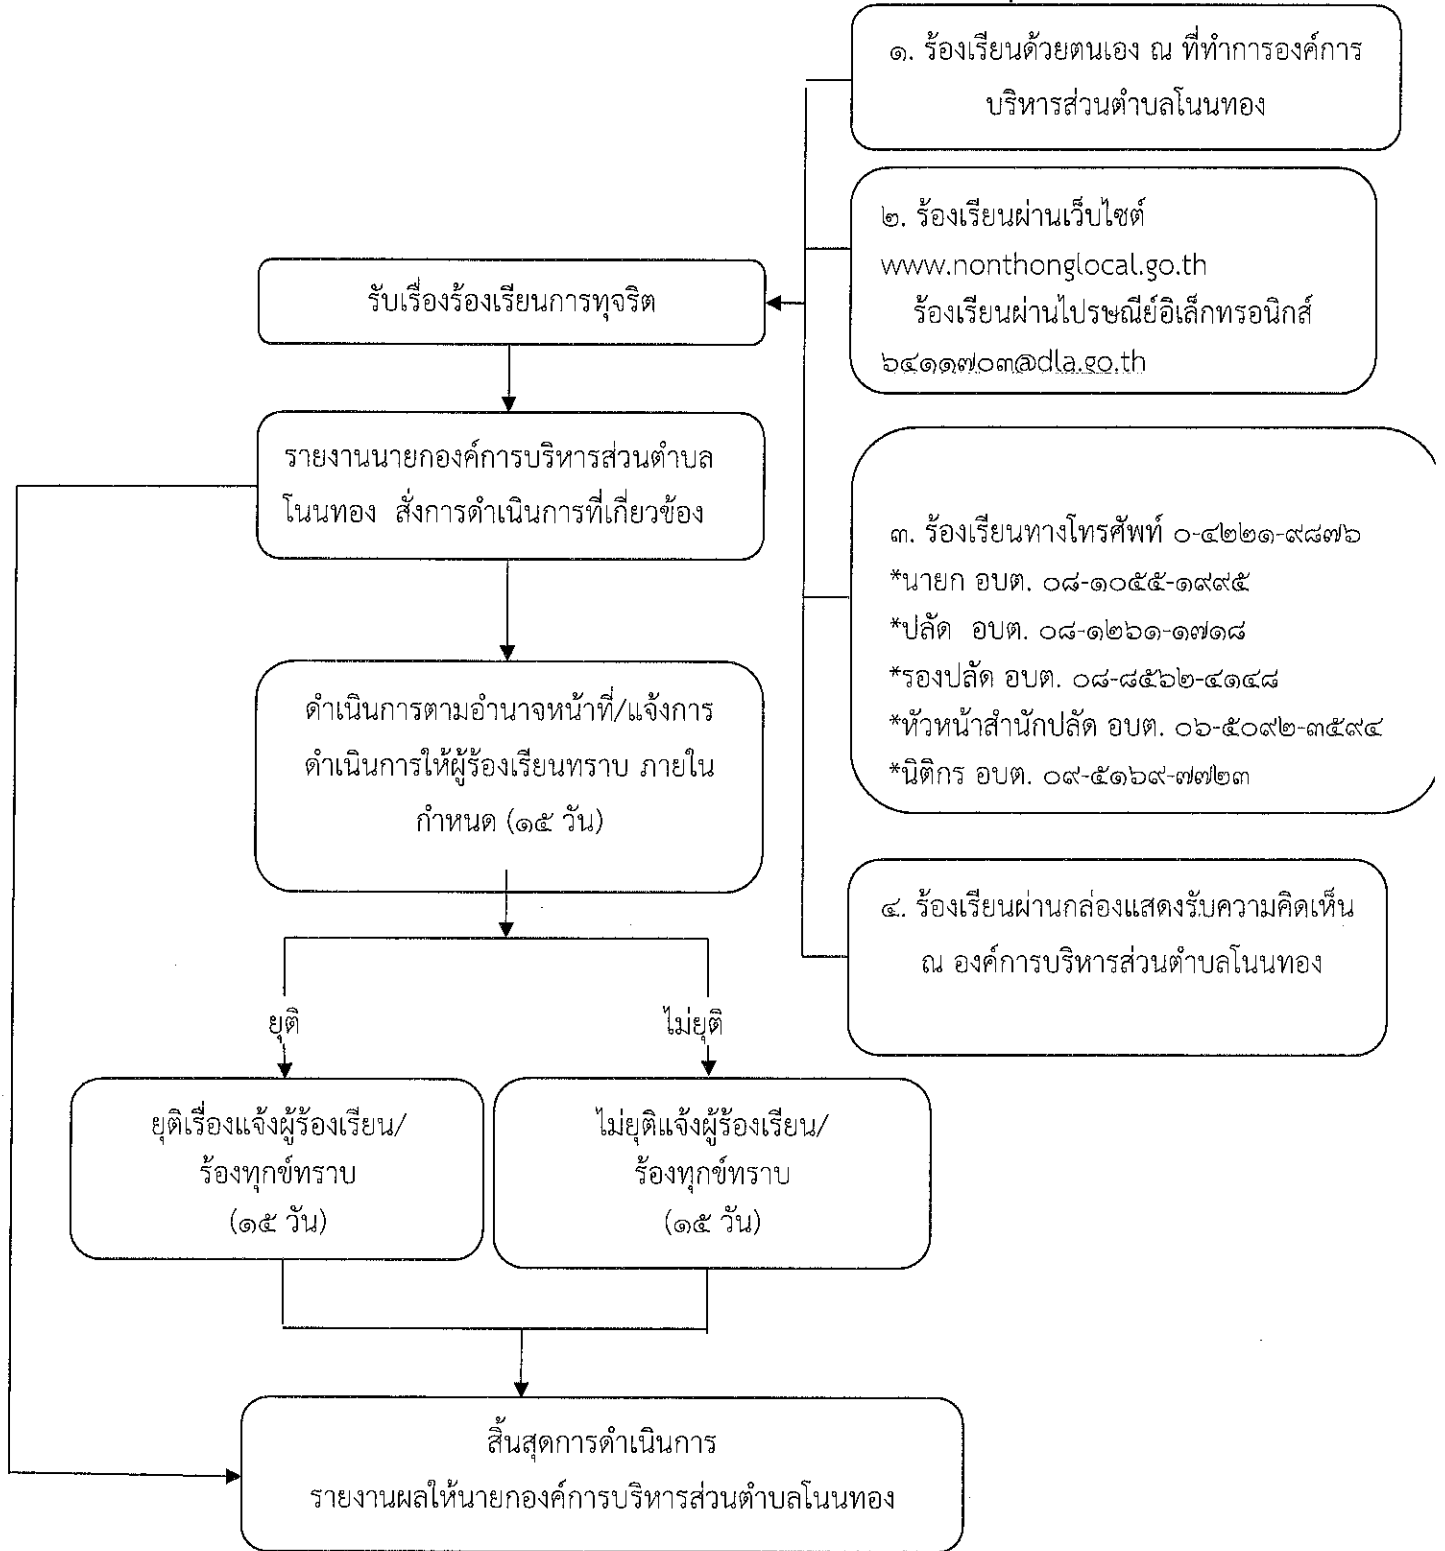 ๑. ร้องเรียนด้วยตนเอง ณ ที่ทำการองค์การ
บริหารส่วนตำบลโนนทอง
๒. ร้องเรียนผ่านเว็บไซต์
www.nonthonglocal.go.th
ร้องเรียนผ่านไปรษณีย์อิเล็กทรอนิกส์
๖๔๑๑๗๐๓@dla.go.th
รับเรื่องร้องเรียนการทุจริต
รายงานนายกองค์การบริหารส่วนตำบล
โนนทอง สั่งการดำเนินการที่เกี่ยวข้อง
๓. ร้องเรียนทางโทรศัพท์ ๐-๔๒๒๑-๙๘๗๖
*นายก อบต. ๐๘-๑๐๕๕-๑๙๙๕
*ปลัด อบต. ๐๘-๑๒๖๑-๑๗๑๘
*รองปลัด อบต. ๐๘-๘๕๖๒-๔๑๔๘
*หัวหน้าสำนักปลัด อบต. ๐๖-๕๐๙๒-๓๕๙๔
*นิติกร อบต. ๐๙-๕๑๖๙-๗๗๒๓
ดำเนินการตามอำนาจหน้าที่/แจ้งการ
ดำเนินการให้ผู้ร้องเรียนทราบ ภายใน
กำหนด (๑๕ วัน)
๔. ร้องเรียนผ่านกล่องแสดงรับความคิดเห็น
ณ องค์การบริหารส่วนตำบลโนนทอง
ยุติ
ไม่ยุติ
ยุติเรื่องแจ้งผู้ร้องเรียน/
ร้องทุกข์ทราบ
(๑๕ วัน)
ไม่ยุติแจ้งผู้ร้องเรียน/
ร้องทุกข์ทราบ
(๑๕ วัน)
สิ้นสุดการดำเนินการ
รายงานผลให้นายกองค์การบริหารส่วนตำบลโนนทอง